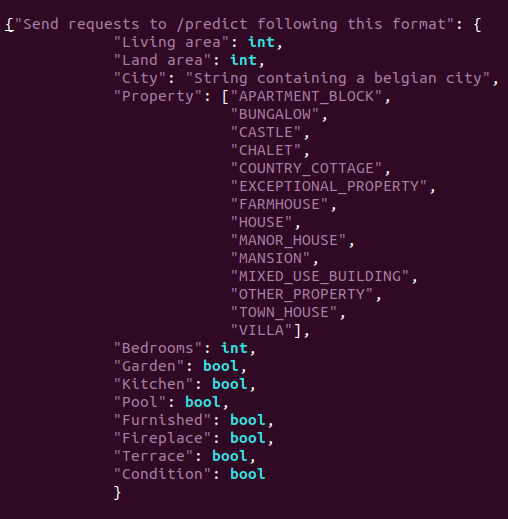 {"Send requests to /predict following this format": {
"Living area": int,
"Land area": int,
"City": "String containing a belgian city",
"Property": ["APARTMENT_BLOCK",
"BUNGALOW",
"CASTLE",
"CHALET",
"COUNTRY_COTTAGE",
"EXCEPTIONAL_PROPERTY",
"FARMHOUSE",
"HOUSE",
"MANOR_HOUSE",
"MANSION",
"MIXED_USE_BUILDING",
"OTHER_PROPERTY",
"TOWN_HOUSE",
"VILLA"],
"Bedrooms": int,
"Garden": bool,
"Kitchen": bool,
"Pool": bool,
"Furnished": bool,
"Fireplace": bool,
"Terrace": bool,
"Condition": bool
}